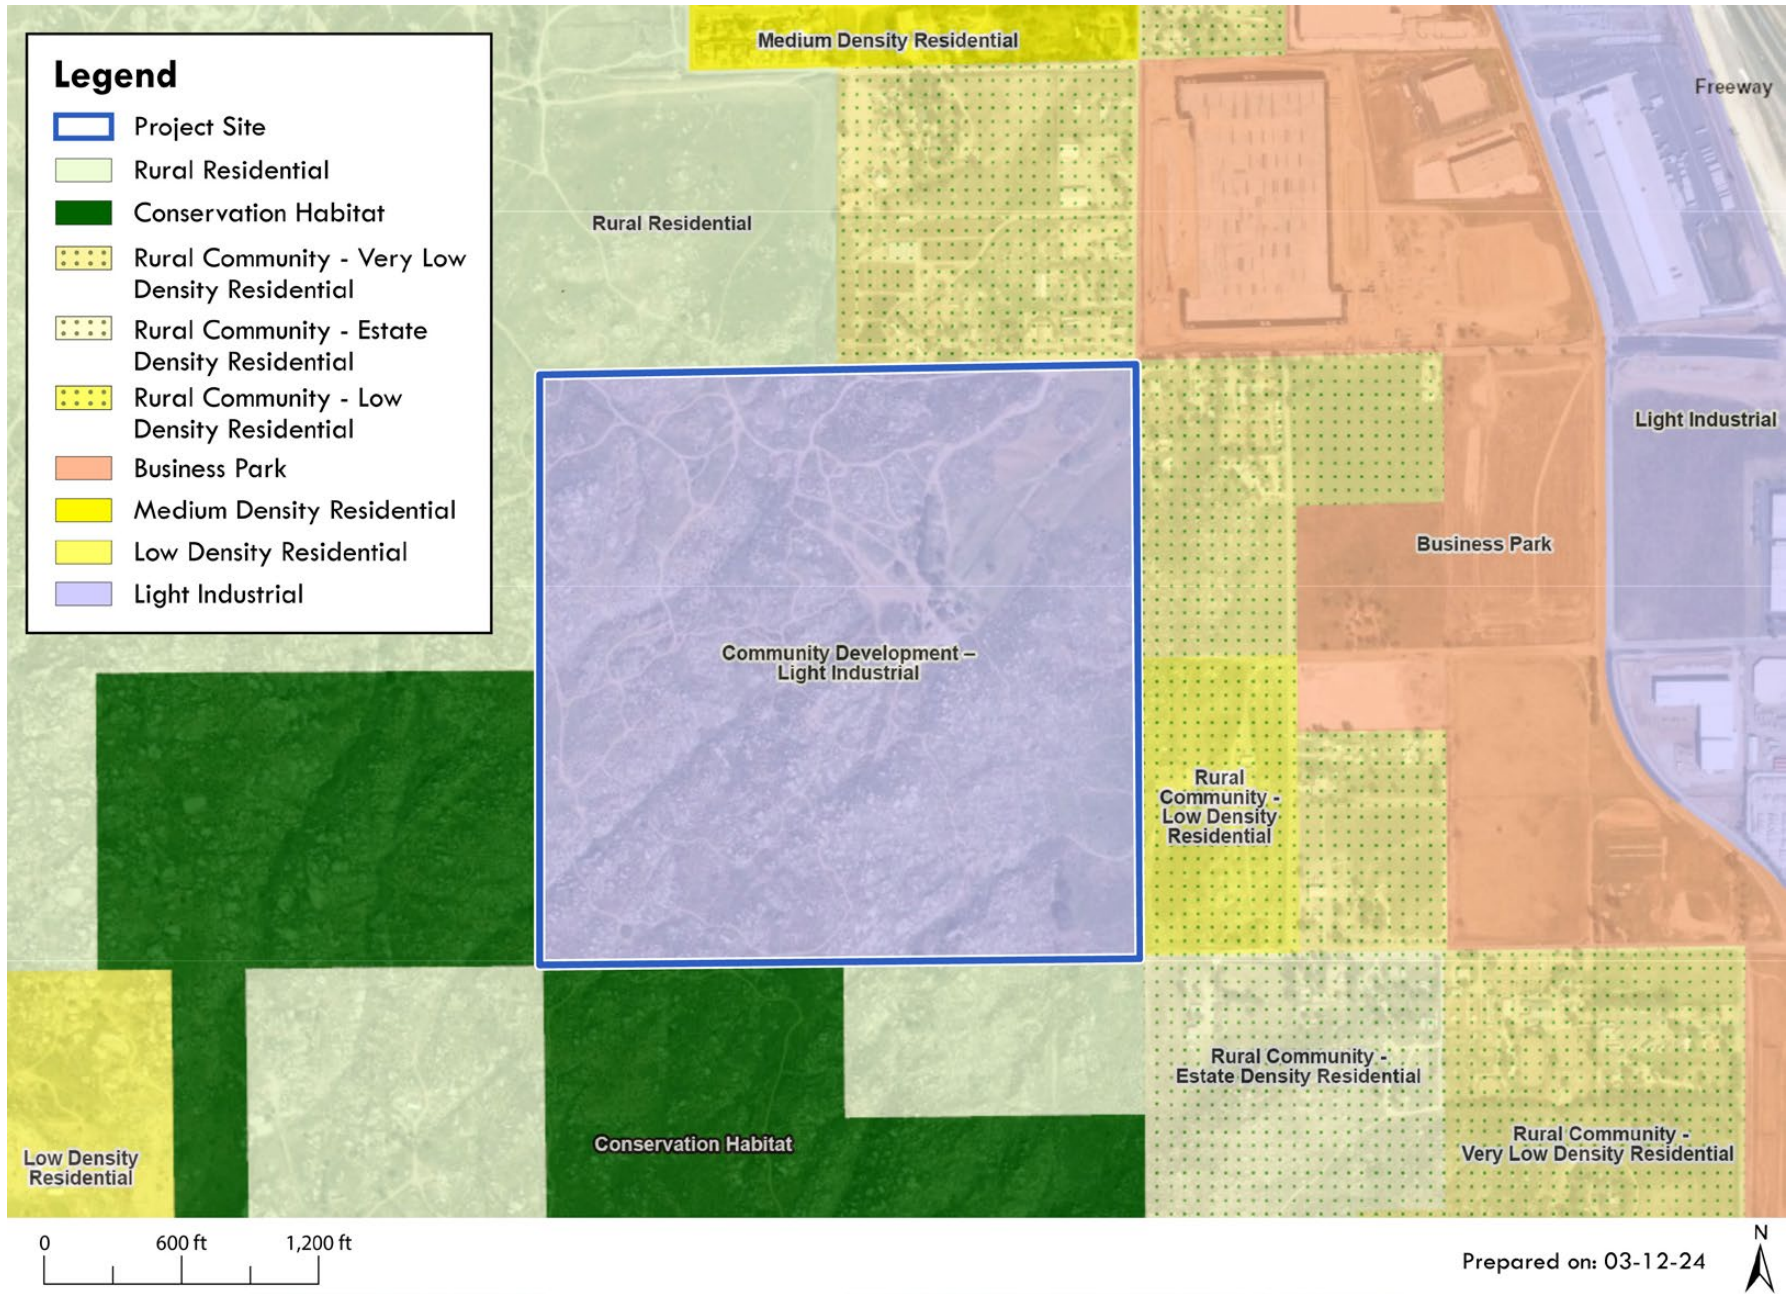 Legend
Project Site
Rural Residential
Conservation Habitat
Rural Community - Very Low
Density Residential
Rural Community - Estate
Density Residential
Rural Community - Low
Density Residential
Business Park
Medium Density Residential
Low Density Residential
Light Industrial
Medium Density Residential
Freeway
Rural Residential
Light Industrial
Business Park
Community Development –
Light Industrial
Rural
Community -
Low Density
Residential
Rural Community -
Estate Density Residential
Conservation Habitat
Rural Community -
Very Low Density Residential
Low Density
Residential
0 600 ft 1,200 ft
Prepared on: 03-12-24
N